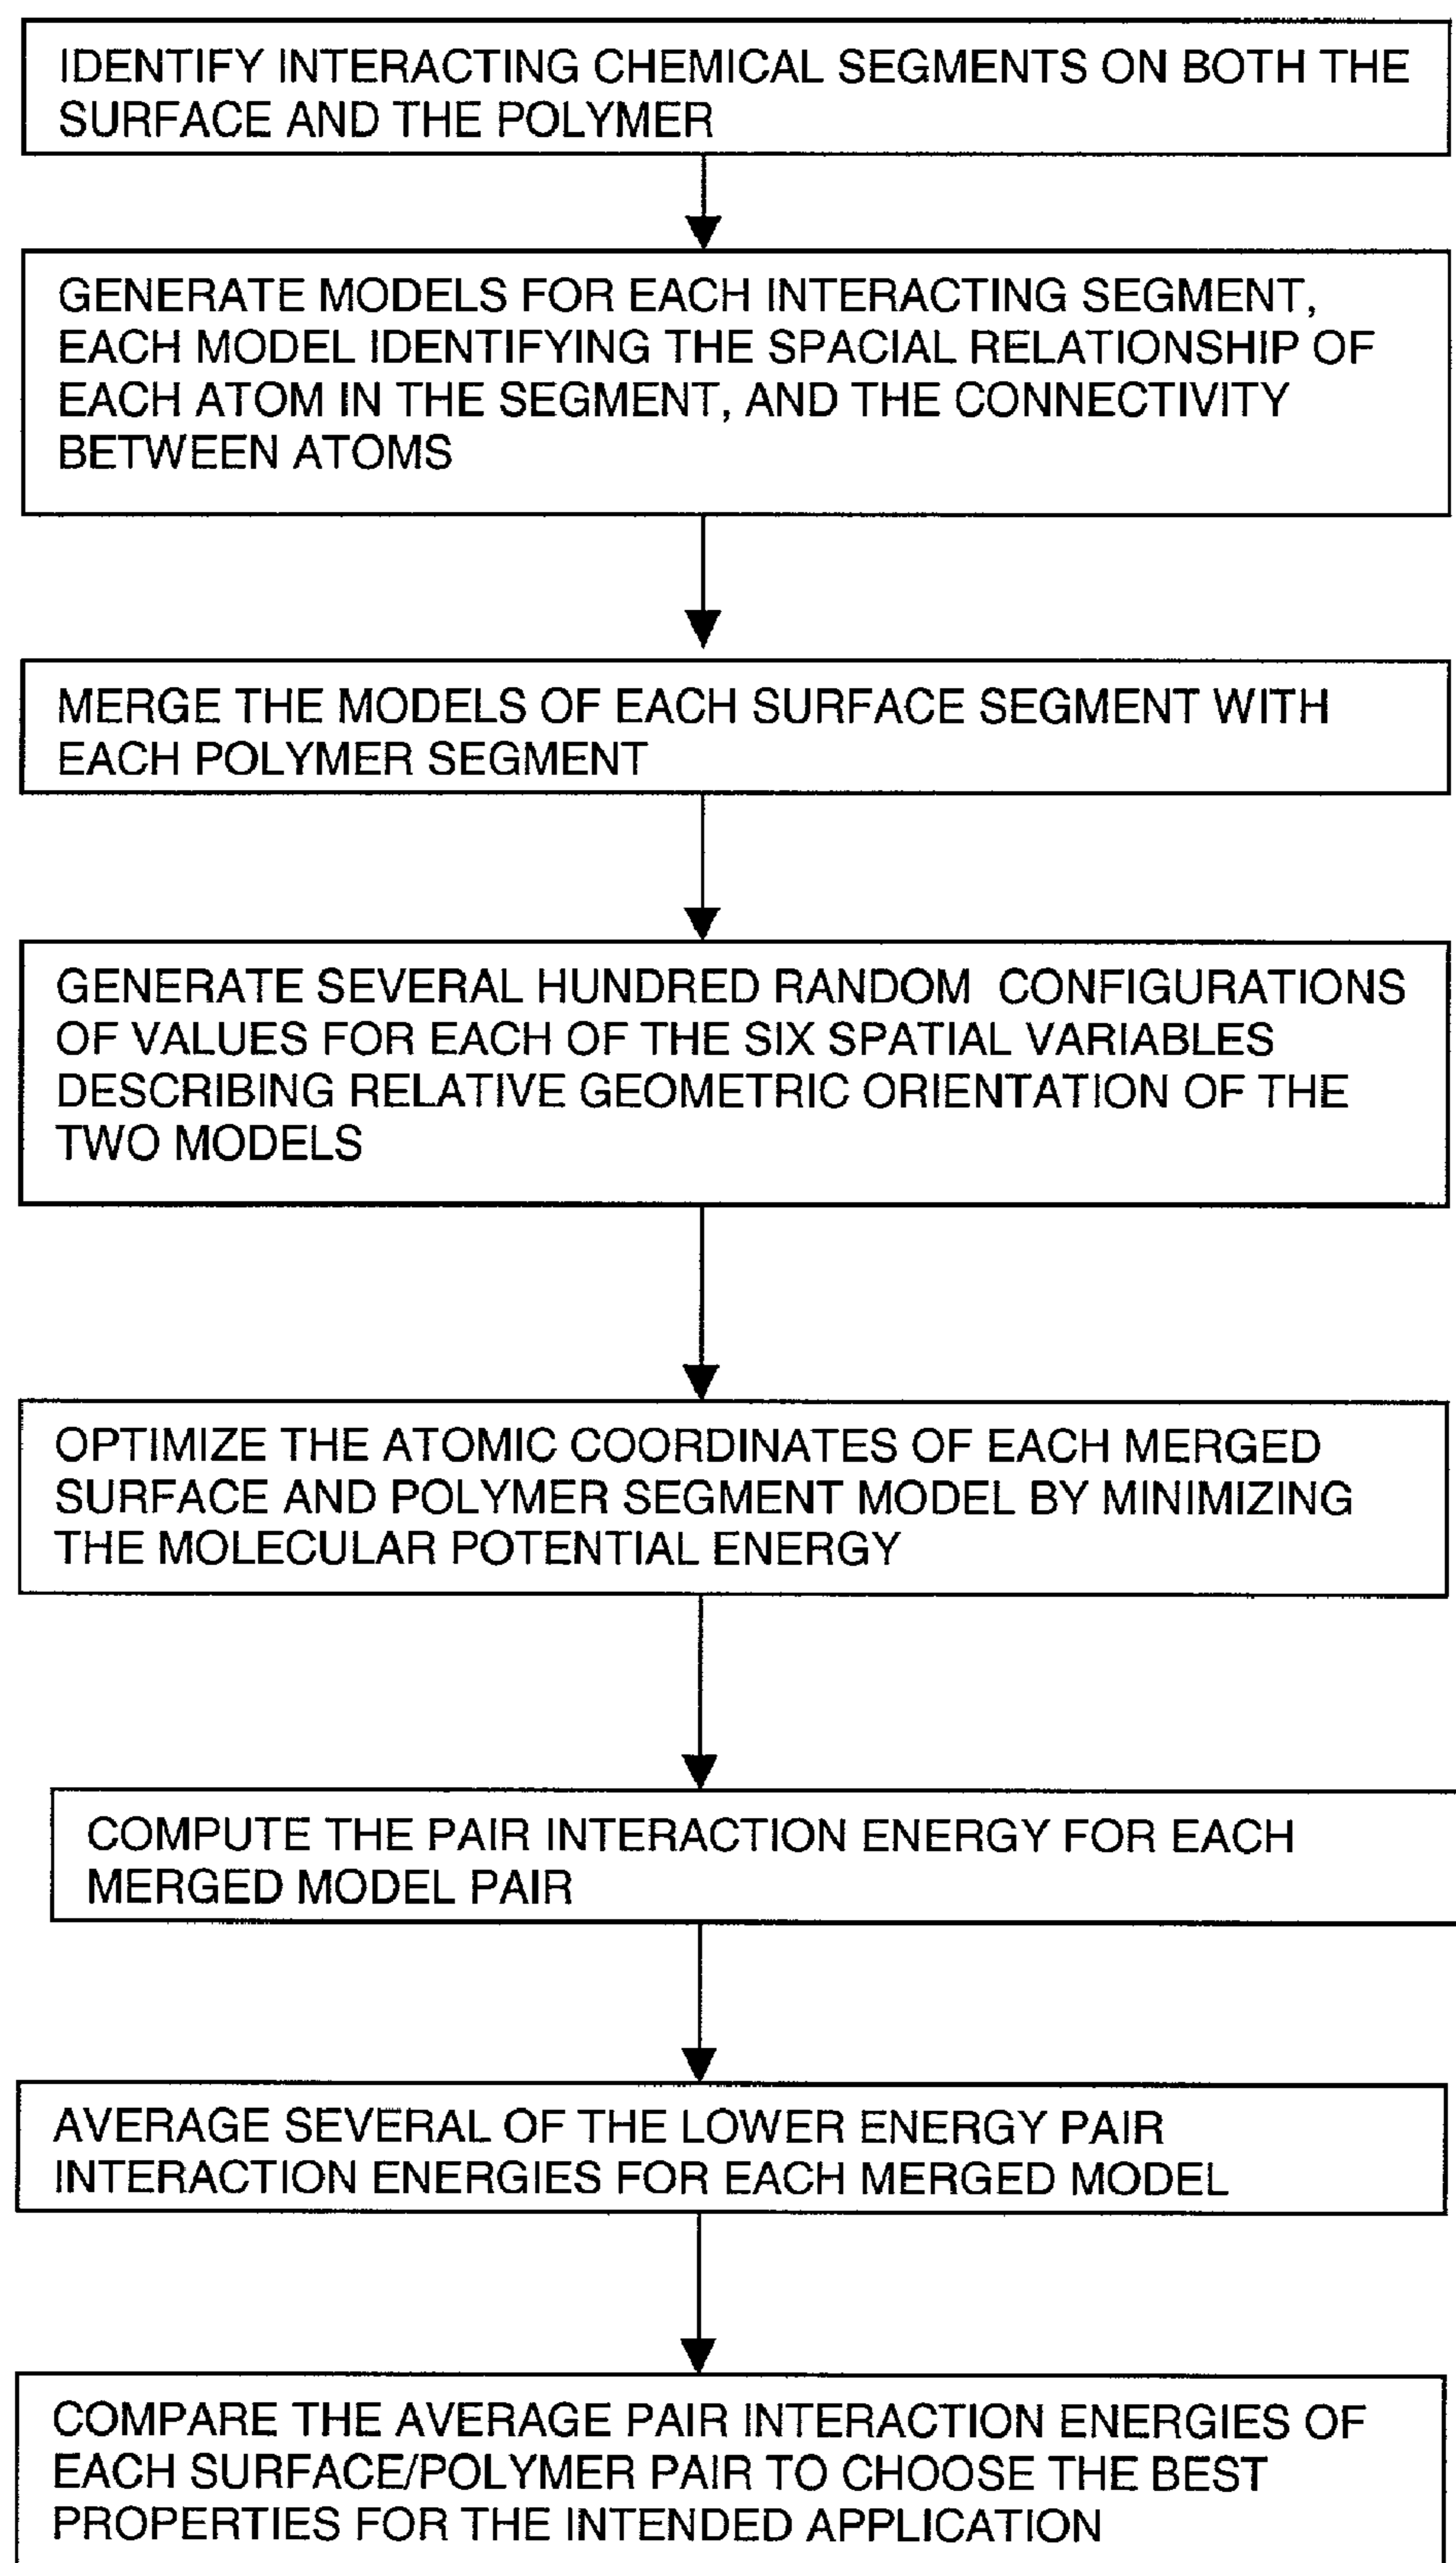 IDENTIFY INTERACTING CHEMICAL SEGMENTS ON BOTH THE
SURFACE AND THE POLYMER
GENERATE MODELS FOR EACH INTERACTING SEGMENT,
EACH MODEL IDENTIFYING THE SPACIAL RELATIONSHIP OF
EACH ATOM IN THE SEGMENT, AND THE CONNECTIVITY
BETWEEN ATOMS
MERGE THE MODELS OF EACH SURFACE SEGMENT WITH
EACH POLYMER SEGMENT
GENERATE SEVERAL HUNDRED RANDOM CONFIGURATIONS
OF VALUES FOR EACH OF THE SIX SPATIAL VARIABLES
DESCRIBING RELATIVE GEOMETRIC ORIENTATION OF THE
TWO MODELS
OPTIMIZE THE ATOMIC COORDINATES OF EACH MERGED
SURFACE AND POLYMER SEGMENT MODEL BY MINIMIZING
THE MOLECULAR POTENTIAL ENERGY
COMPUTE THE PAIR INTERACTION ENERGY FOR EACH
MERGED MODEL PAIR
AVERAGE SEVERAL OF THE LOWER ENERGY PAIR
INTERACTION ENERGIES FOR EACH MERGED MODEL
COMPARE THE AVERAGE PAIR INTERACTION ENERGIES OF
EACH SURFACE/POLYMER PAIR TO CHOOSE THE BEST
PROPERTIES FOR THE INTENDED APPLICATION